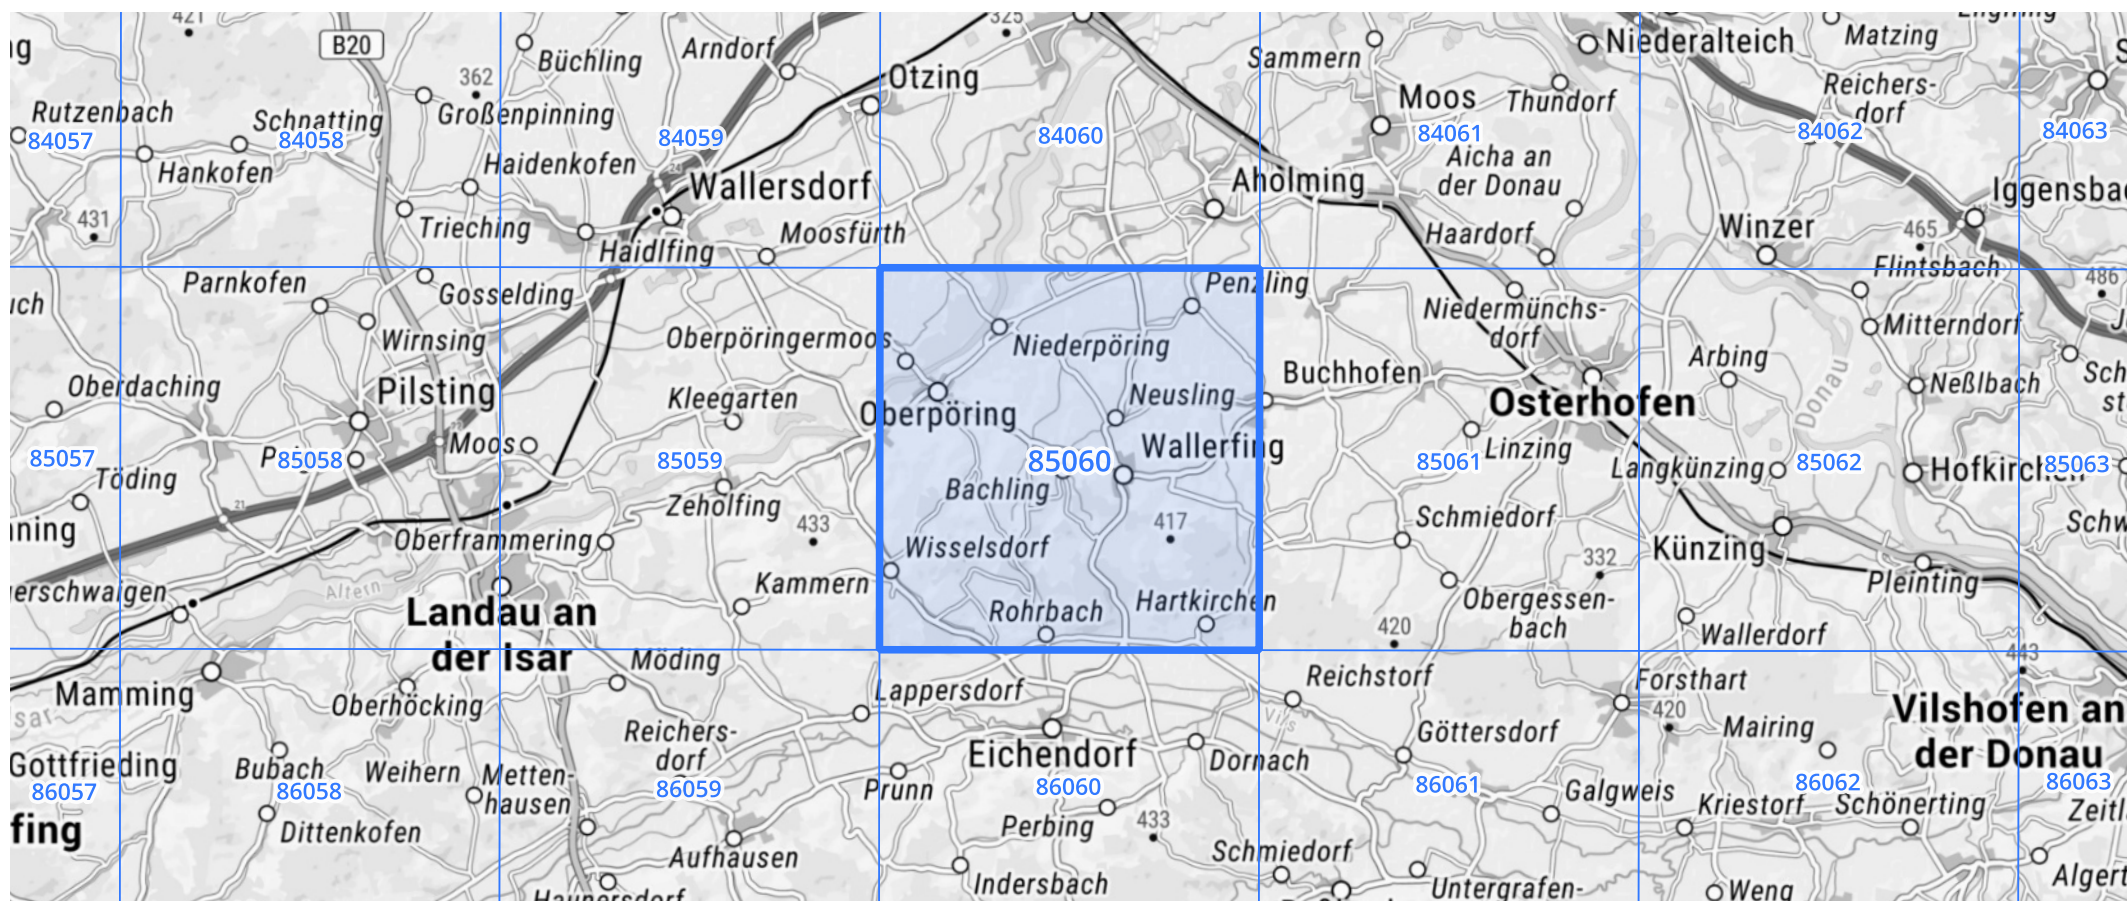 421
325
B20
Büchling
Arndorf
Otzing
Sammern
Niederalteich
Matzing
362
Großenpinning
Moos
Thundorf
Reichers-
dorf
Rutzenbach
Schnatting
84057
84058
84059
84060
84061
84062
84063
Hankofen
Haidenkofen
24
Wallersdorf
Aholming
Aicha an
der Donau
431
Trieching
Haidlfing
Moosfürth
Haardorf
Winzer
465
Iggensba
Parnkofen
Gosselding
Penzling
Flintsbach
486
Niedermünchs-
dorf
Wirnsing
Oberpöringermoos
Niederpöring
Mitterndorf
Oberdaching
Pilsting
Kleegarten
Oberpöring
Neusling
Buchhofen
Osterhofen
Arbing
Donau
Neßlbach
Moos
Wallerfing
Linzing
Langkünzing
Hofkirchen
85057
85058
85059
85060
85061
85062
85063
Töding
21
Zeholfing
Bachling
433
417
Schmiedorf
Oberframmering
Wisselsdorf
Künzing
332
Pleinting
Altern
Kammern
Rohrbach
Hartkirchen
Obergessen-
bach
Landau an
der Isar
420
Wallerdorf
443
Mamming
Oberhöcking
Möding
Lappersdorf
Reichstorf
Forsthart
420
Mairing
Vilshofen an
der Donau
Vils
Gottfrieding
Bubach
Weihern
Metten-
hausen
Reichers-
dorf
Prunn
Eichendorf
Dornach
Göttersdorf
86057
86058
86059
86060
86061
86062
86063
Galgweis
Kriestorf
Schönerting
Dittenkofen
Aufhausen
Perbing
433
Schmiedorf
Indersbach
Untergrafen-
Weng